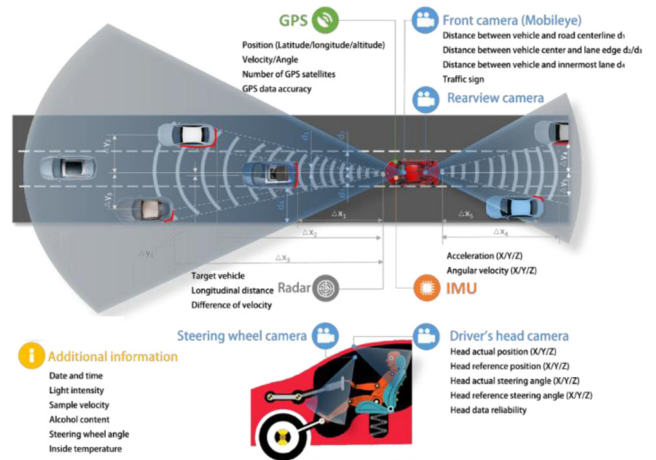 GPS
Position (Latitude/longitude/altitude)
Velocity/Angle
Number of GPS satellites
GPS data accuracy
Front camera (Mobileye)
Distance between vehicle and road centerline d₁
Distance between vehicle center and lane edge d₂/d₃
Distance between vehicle and innermost lane d₄
Traffic sign
Rearview camera
△x₁
△x₂
△x₃
△x₄
△x₅
Target vehicle
Longitudinal distance
Difference of velocity
Radar
Acceleration (X/Y/Z)
Angular velocity (X/Y/Z)
IMU
Steering wheel camera
Driver's head camera
Head actual position (X/Y/Z)
Head reference position (X/Y/Z)
Head actual steering angle (X/Y/Z)
Head reference steering angle (X/Y/Z)
Head data reliability
i
Additional information
Date and time
Light intensity
Sample velocity
Alcohol content
Steering wheel angle
Inside temperature